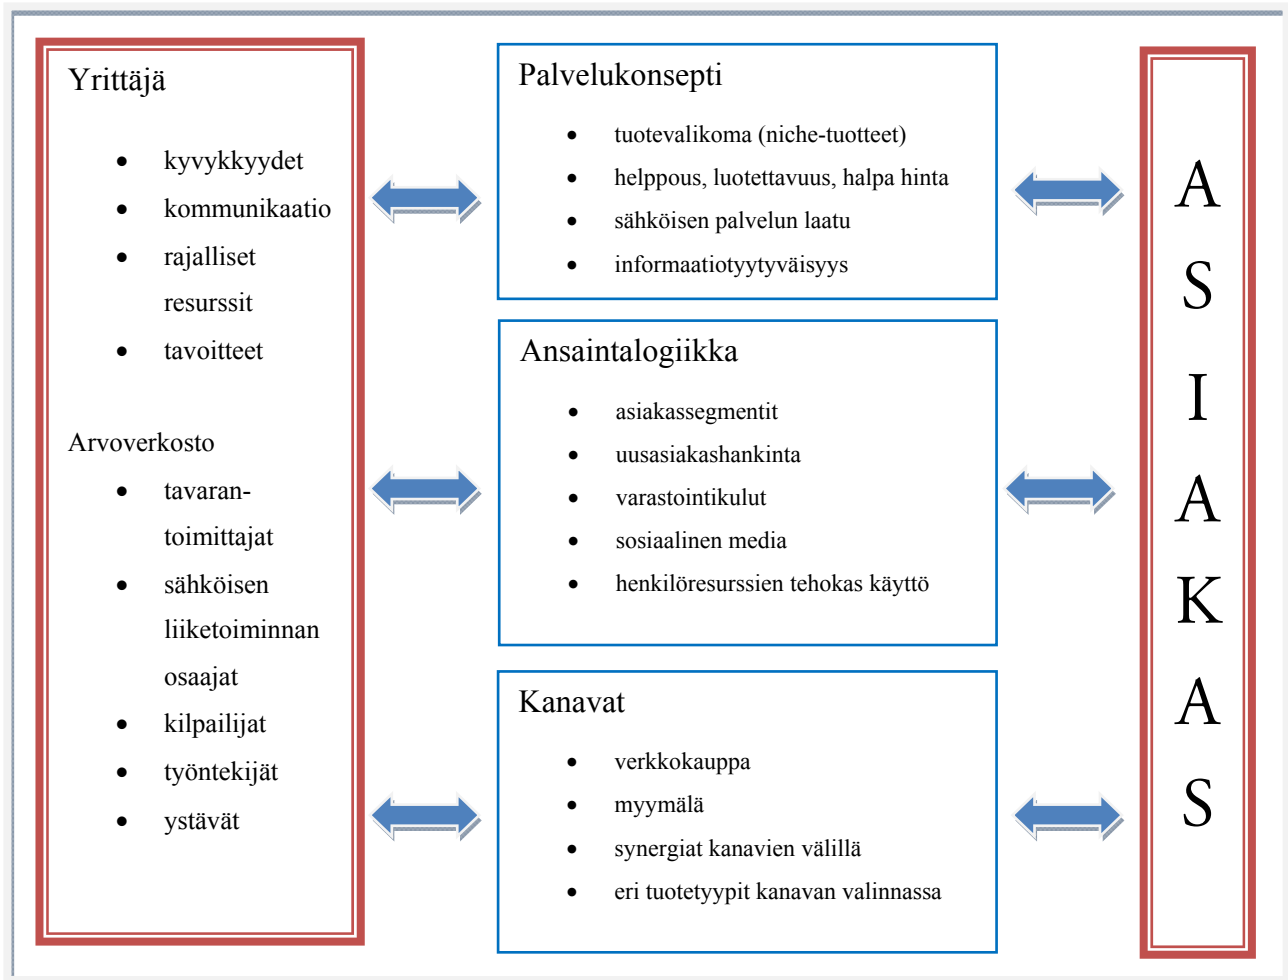 Yrittäjä
• kyvykkyydet
• kommunikaatio
• rajalliset
resurssit
• tavoitteet
Arvoverkosto
• tavaran-
toimittajat
• sähköisen
liiketoiminnan
osaajat
• kilpailijat
• työntekijät
• ystävät
Palvelukonsepti
• tuotevalikoma (niche-tuotteet)
• helppous, luotettavuus, halpa hinta
• sähköisen palvelun laatu
• informaatiotyytyväisyys
Ansaintalogiikka
• asiakassegmentit
• uusasiakashankinta
• varastointikulut
• sosiaalinen media
• henkilöresurssien tehokas käyttö
Kanavat
• verkkokauppa
• myymälä
• synergiat kanavien välillä
• eri tuotetyypit kanavan valinnassa
A
S
I
A
K
A
S